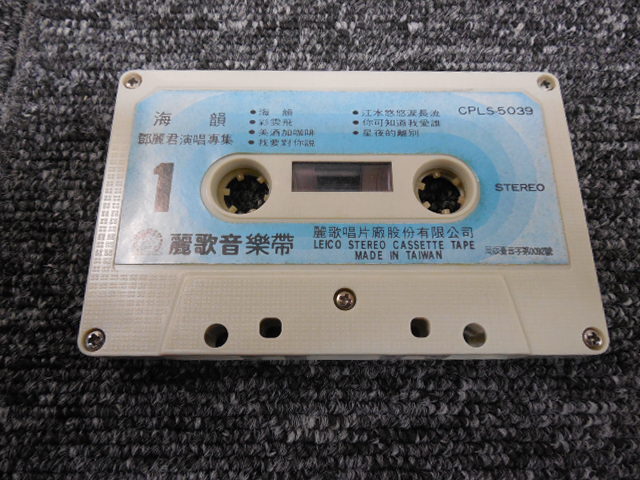 海韻
鄧麗君演唱專集
•海韻
•彩雲飛
•美酒加咖啡
•我愛對你說
•江水悠悠淚長流
•你可知道我愛誰
•星夜的離別
CPLS-5039
1
STEREO
麗歌音樂帶
麗歌唱片廠股份有限公司
LEICO STEREO CASSETTE TAPE
MADE IN TAIWAN